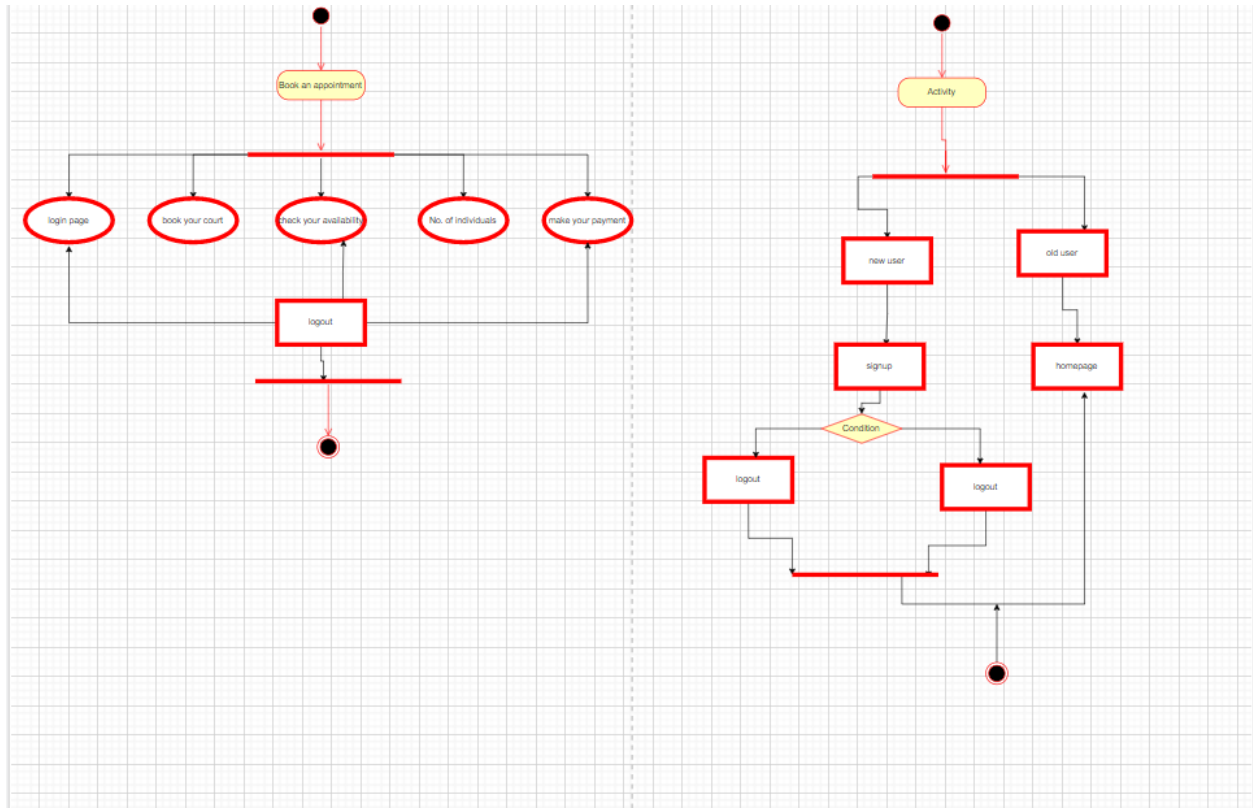 Book an appointment
login page
book your court
check your availability
No. of individuals
make your payment
logout
Activity
new user
old user
signup
homepage
Condition
logout
logout